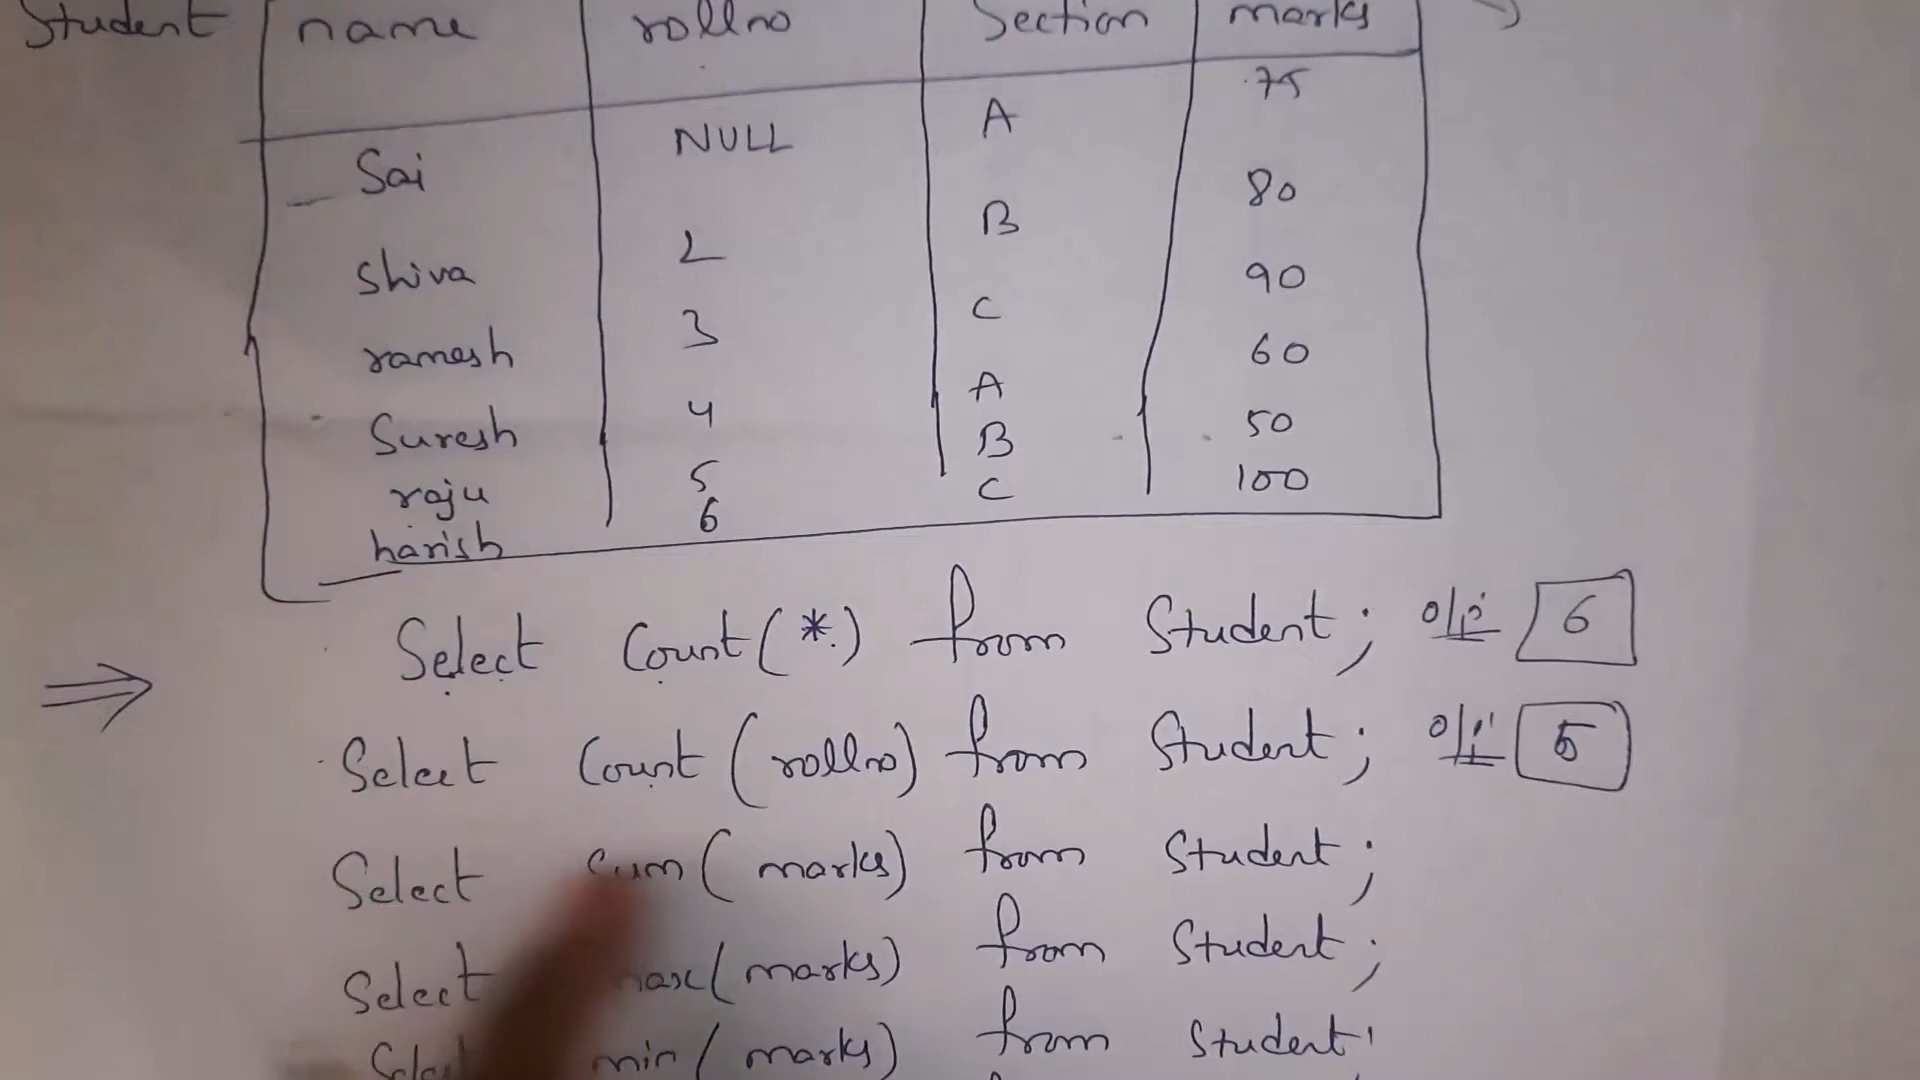 Student name rollno Section marks
Sai NULL A 75
Shiva 2 B 80
ramesh 3 C 90
Suresh 4 A 60
raju 5 B 50
harish 6 C 100
Select Count(*) from Student; o/p 6
Select Count(rollno) from Student; o/p 5
Select sum(marks) from Student;
Select max(marks) from Student;
Select min(marks) from Student;